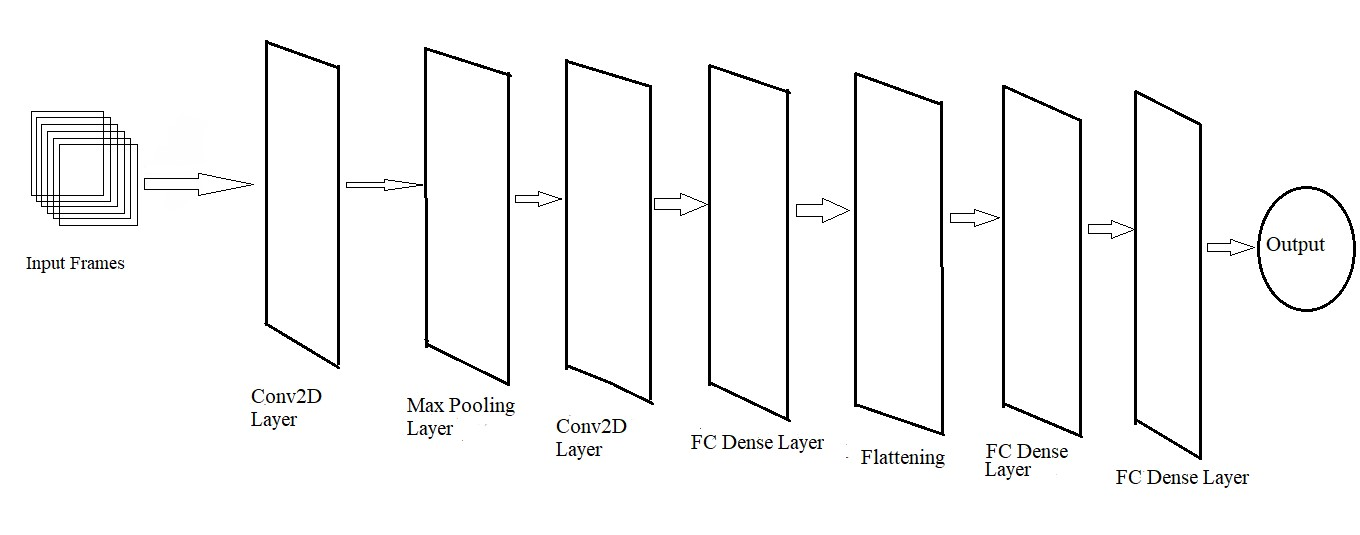 Input Frames
Conv2D
Layer
Max Pooling
Layer
Conv2D
Layer
FC Dense Layer
Flattening
FC Dense
Layer
FC Dense Layer
Output